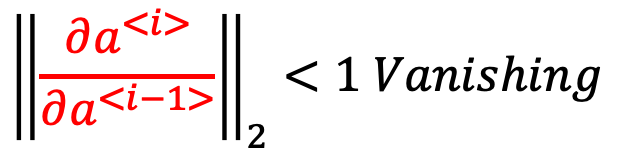 ‖∂a^{<i>} / ∂a^{<i−1>}‖₂ < 1 Vanishing